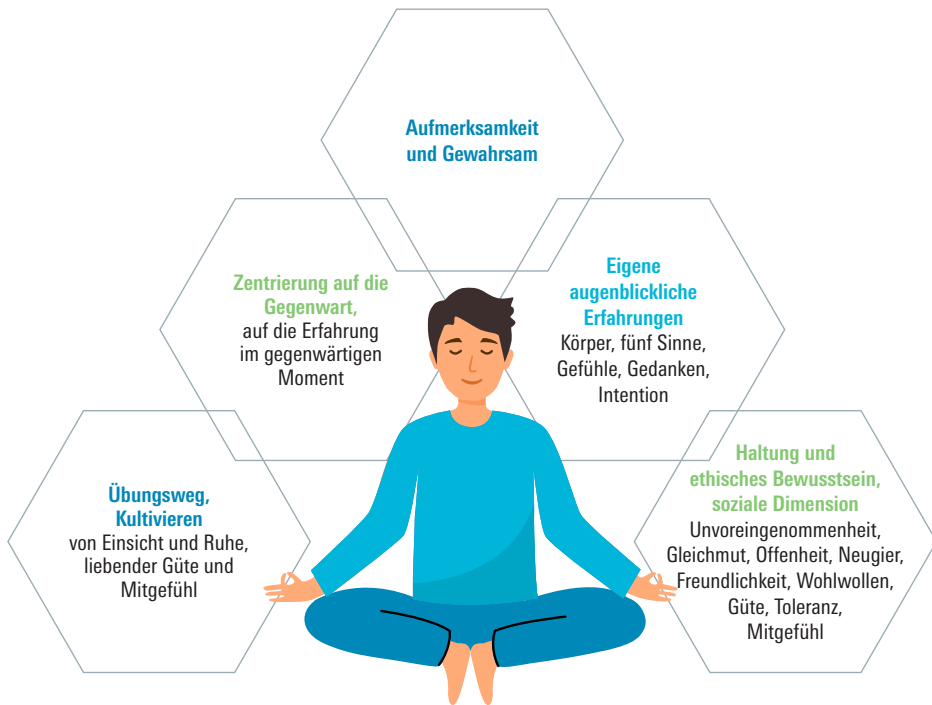 Aufmerksamkeit
und Gewahrsam
Zentrierung auf die
Gegenwart,
auf die Erfahrung
im gegenwärtigen
Moment
Eigene
augenblickliche
Erfahrungen
Körper, fünf Sinne,
Gefühle, Gedanken,
Intention
Übungsweg,
Kultivieren
von Einsicht und Ruhe,
liebender Güte und
Mitgefühl
Haltung und
ethisches Bewusstsein,
soziale Dimension
Unvoreingenommenheit,
Gleichmut, Offenheit, Neugier,
Freundlichkeit, Wohlwollen,
Güte, Toleranz,
Mitgefühl